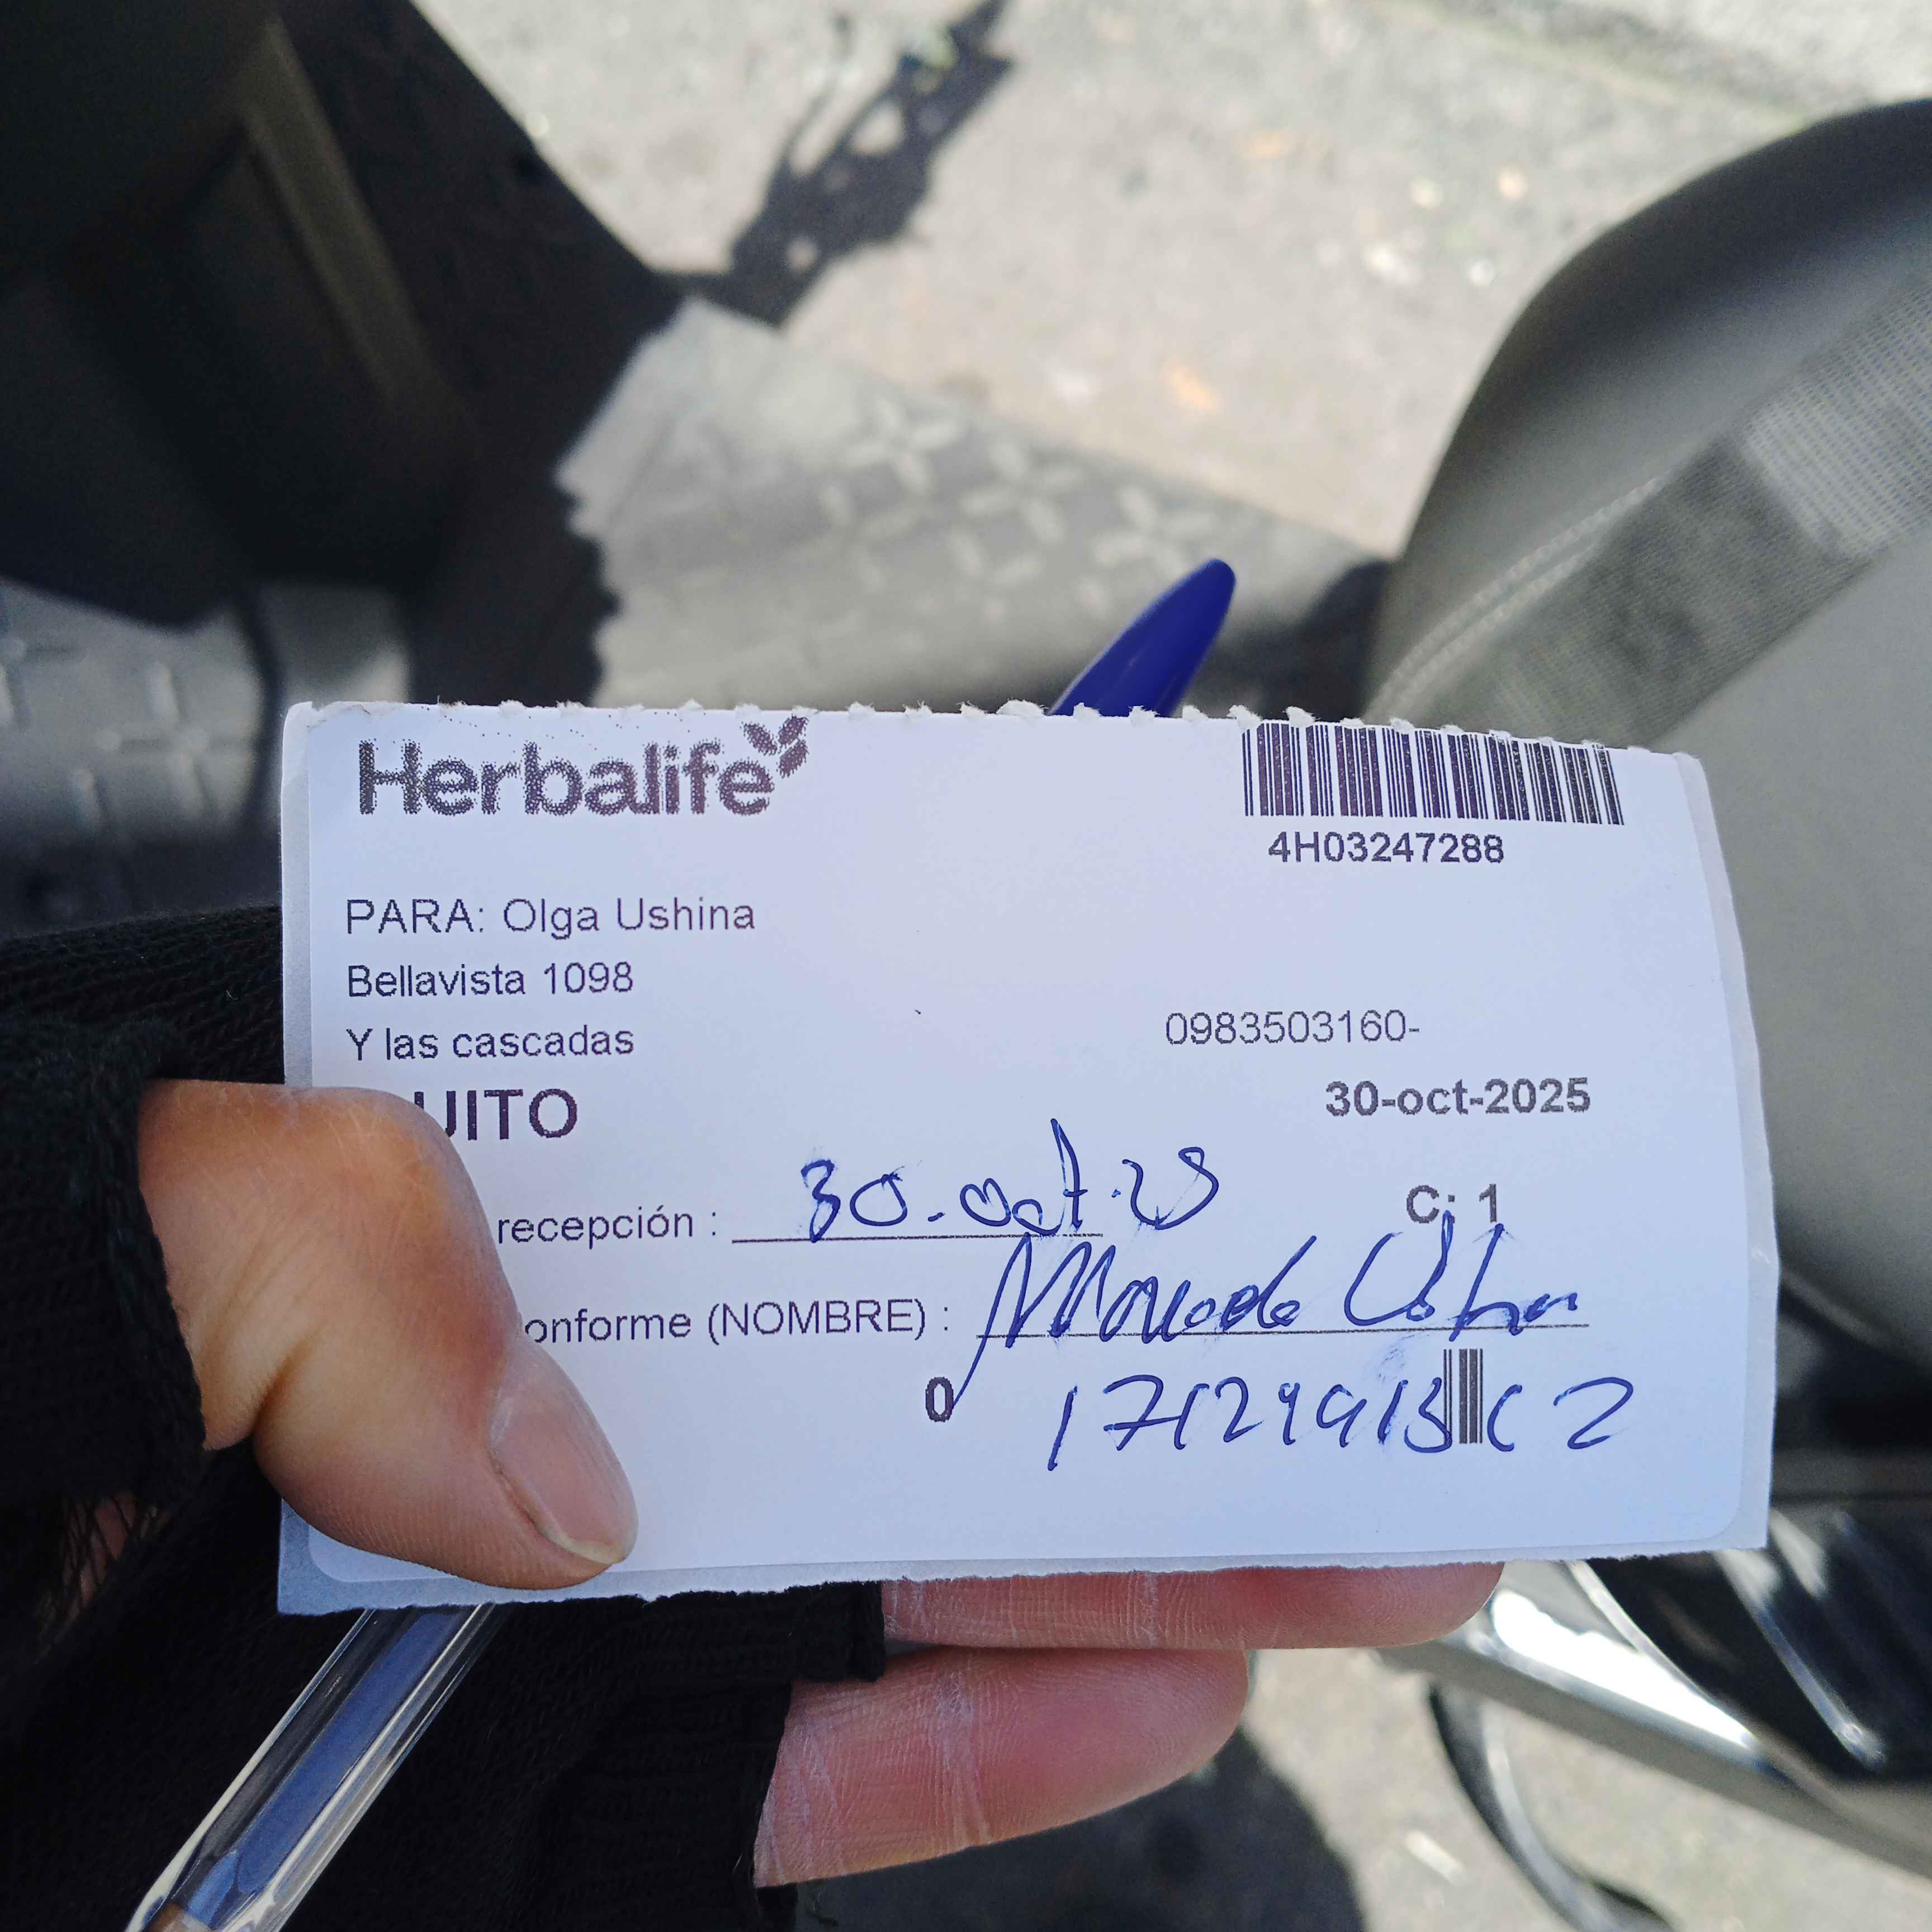 Herbalife
4H03247288
PARA: Olga Ushina
Bellavista 1098
Y las cascadas
0983503160-
UITO
30-oct-2025
recepción : 30.oct.25
C: 1
onforme (NOMBRE) :
0